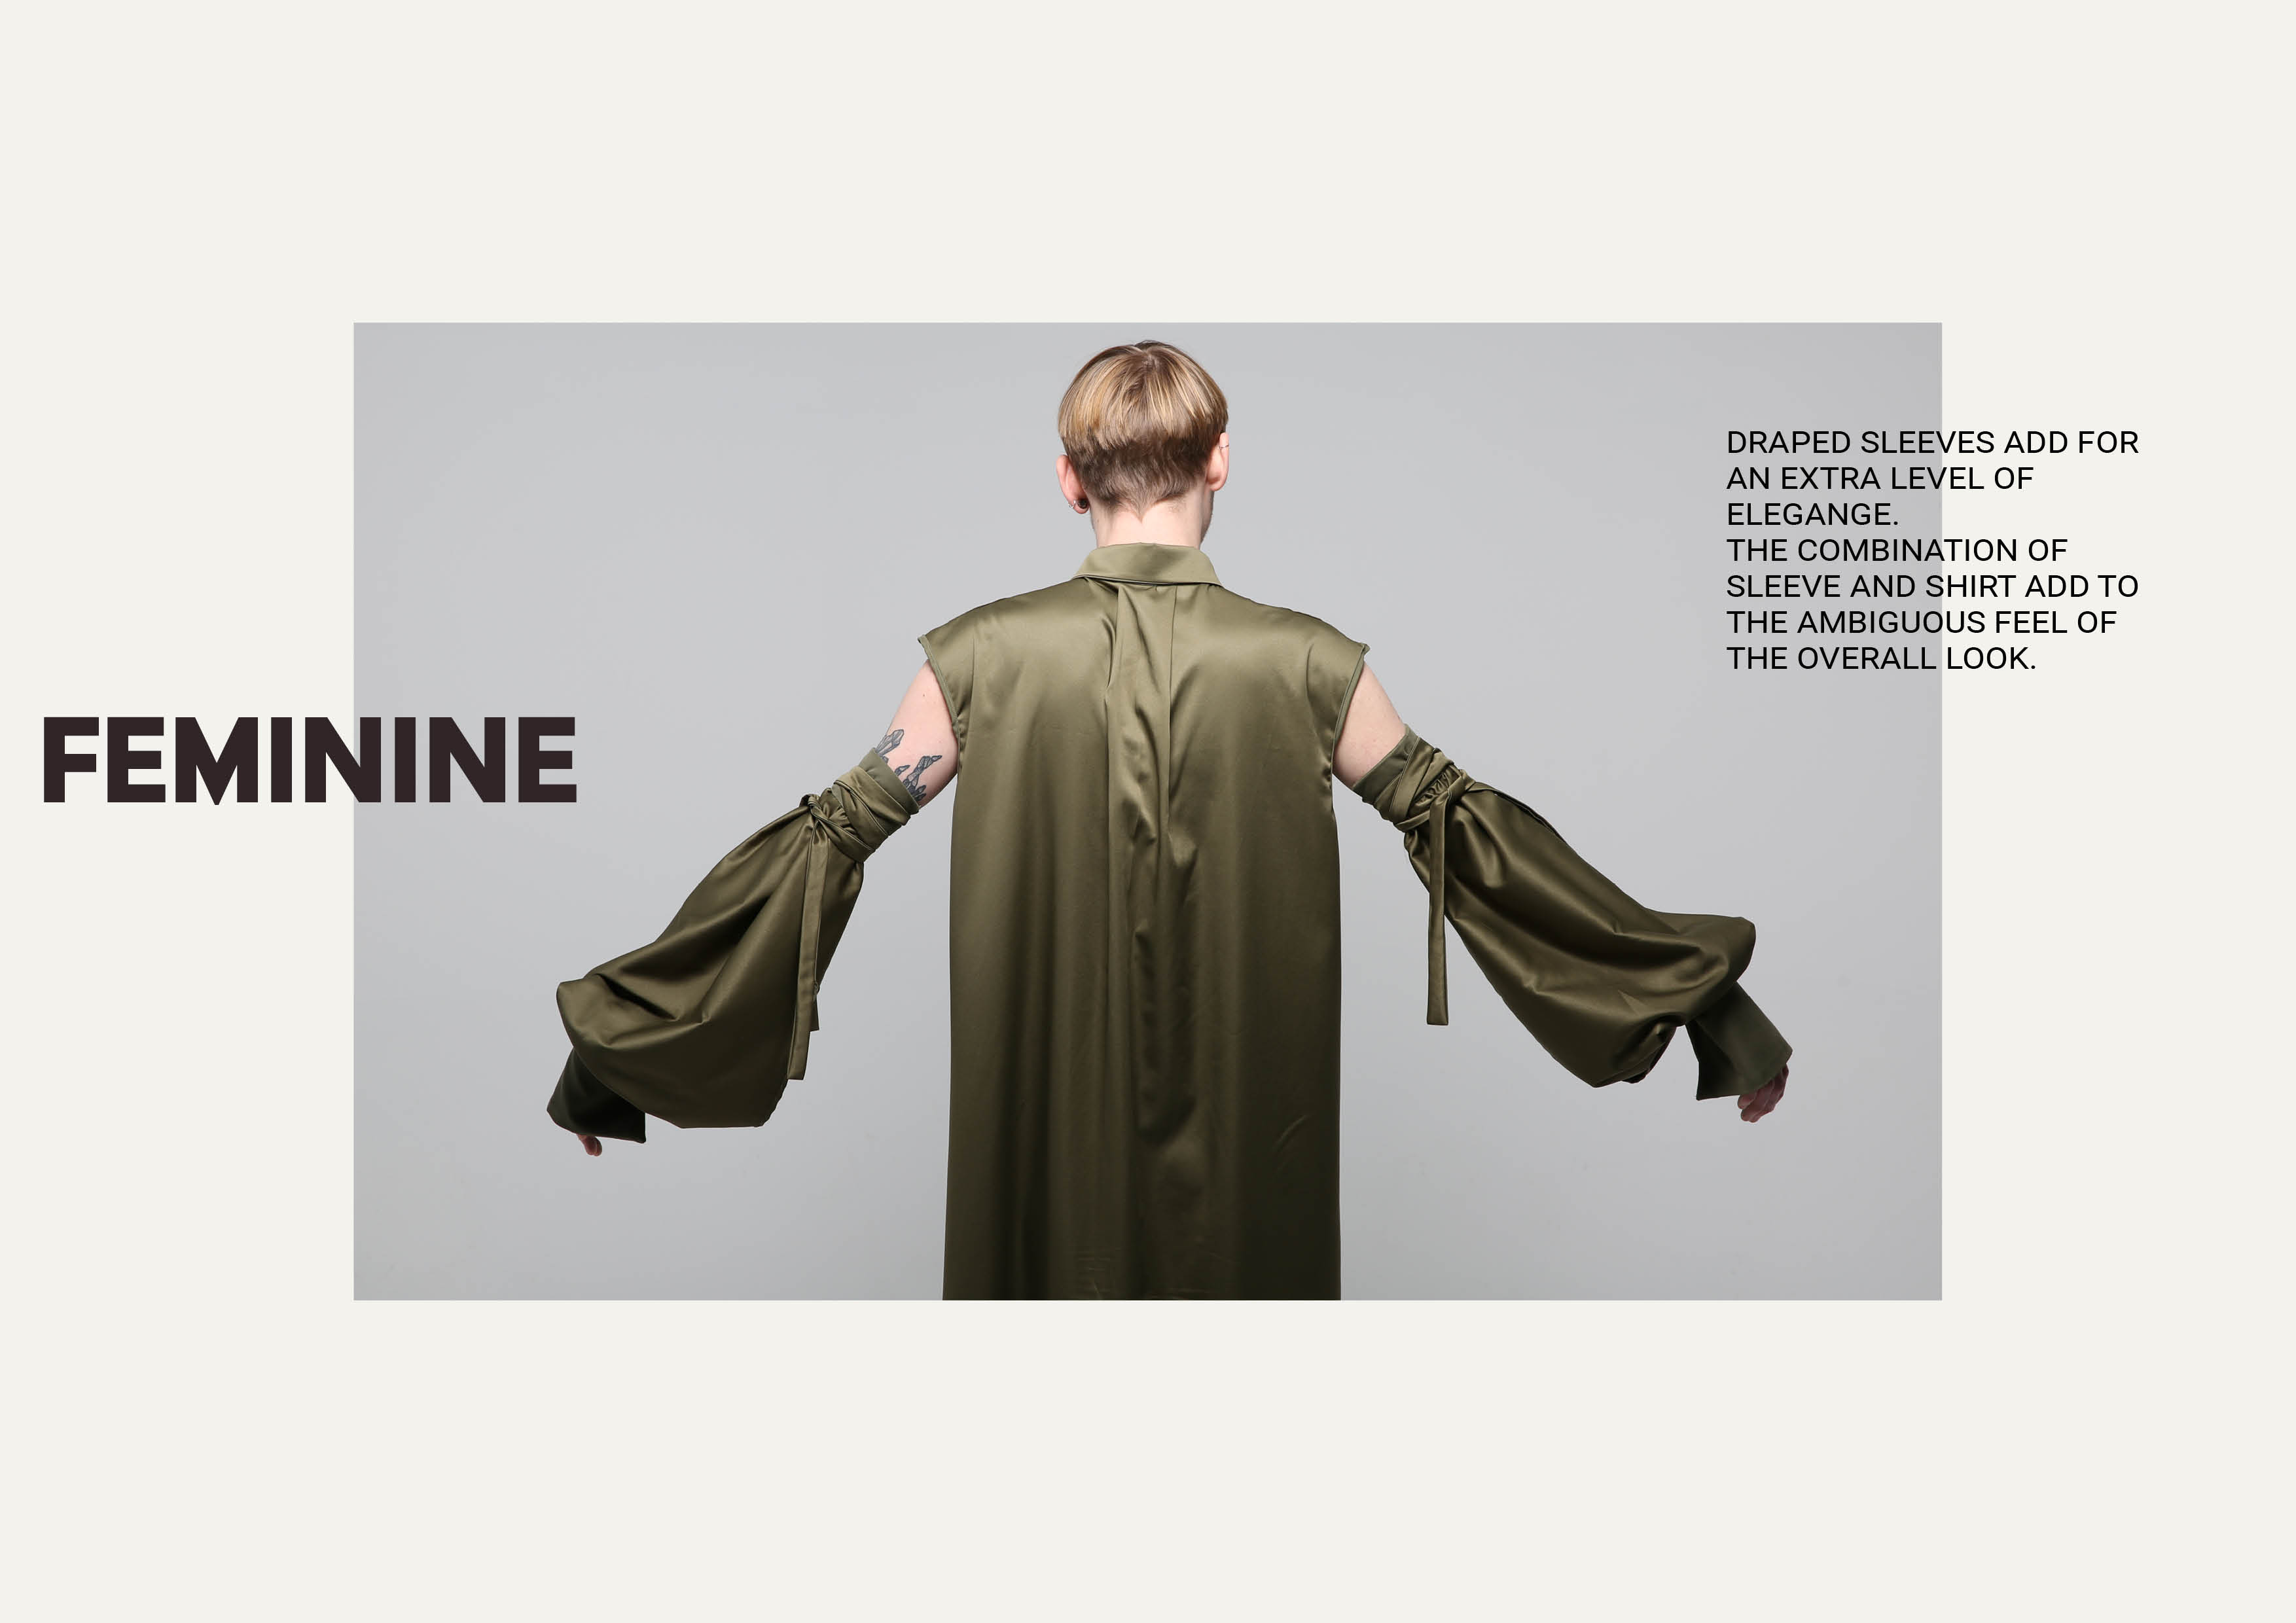 FEMININE
DRAPED SLEEVES ADD FOR
AN EXTRA LEVEL OF
ELEGANGE.
THE COMBINATION OF
SLEEVE AND SHIRT ADD TO
THE AMBIGUOUS FEEL OF
THE OVERALL LOOK.